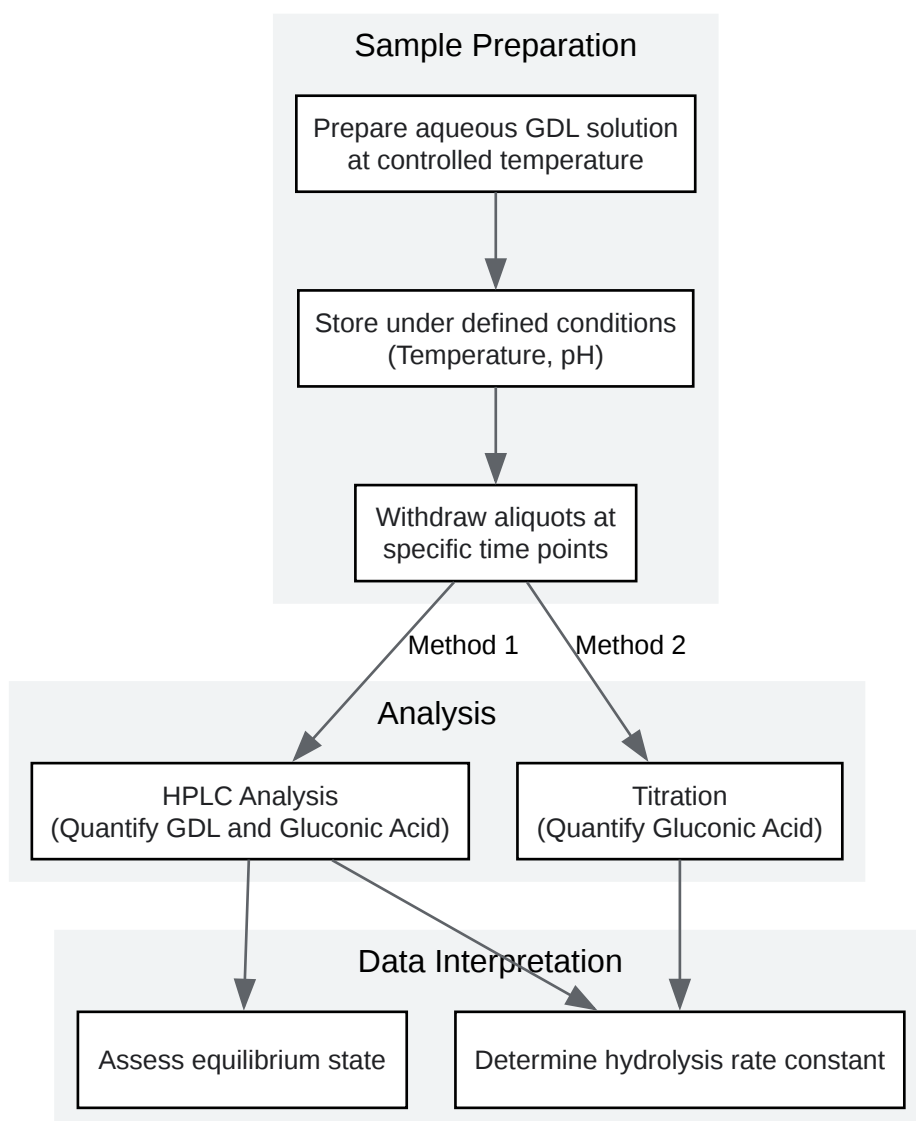 Sample Preparation
Prepare aqueous GDL solution
at controlled temperature
Store under defined conditions
(Temperature, pH)
Withdraw aliquots at
specific time points
Method 1
Method 2
Analysis
HPLC Analysis
(Quantify GDL and Gluconic Acid)
Titration
(Quantify Gluconic Acid)
Data Interpretation
Assess equilibrium state
Determine hydrolysis rate constant